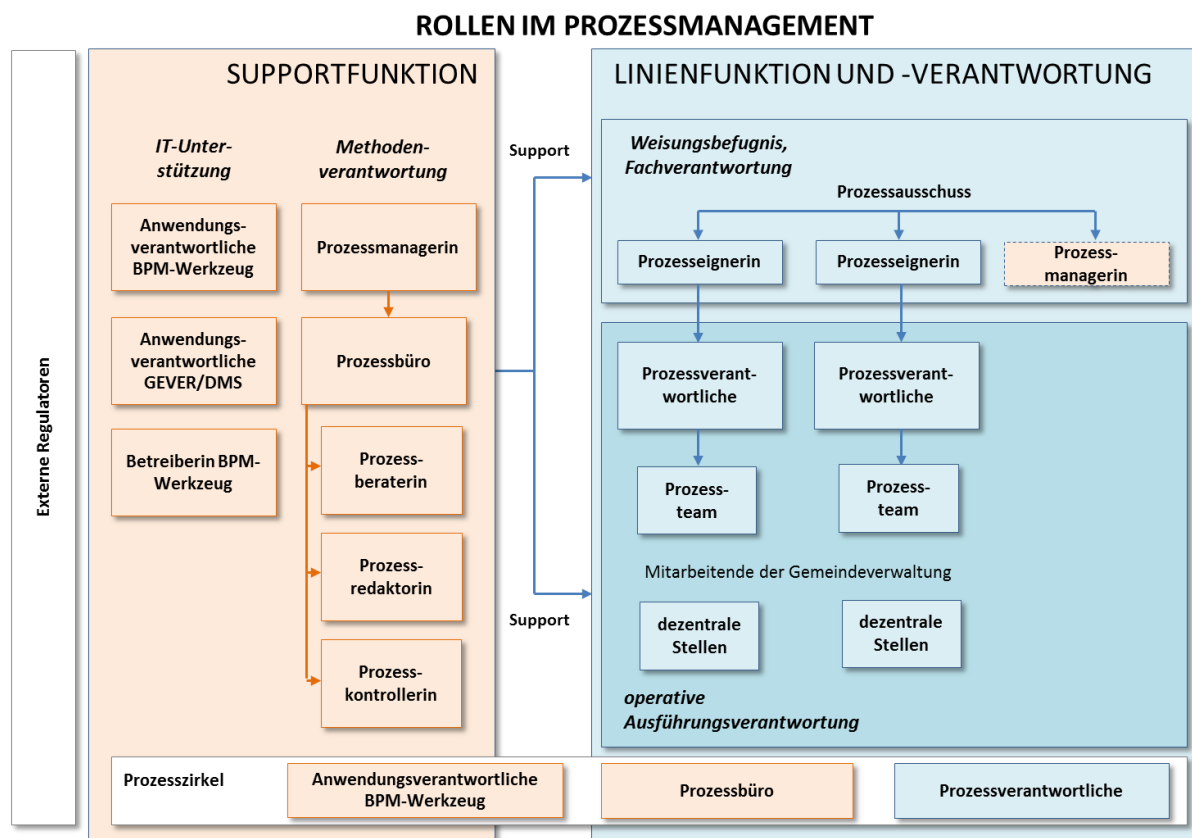 ROLLEN IM PROZESSMANAGEMENT
Externe Regulatoren
SUPPORTFUNKTION
IT-Unter-
stützung
Methoden-
verantwortung
Anwendungs-
verantwortliche
BPM-Werkzeug
Prozessmanagerin
Anwendungs-
verantwortliche
GEVER/DMS
Prozessbüro
Betreiberin BPM-
Werkzeug
Prozess-
beraterin
Prozess-
redaktorin
Prozess-
kontrollerin
Support
Support
LINIENFUNKTION UND -VERANTWORTUNG
Weisungsbefugnis,
Fachverantwortung
Prozessausschuss
Prozesseignerin
Prozesseignerin
Prozess-
managerin
Prozessverant-
wortliche
Prozessverant-
wortliche
Prozess-
team
Prozess-
team
Mitarbeitende der Gemeindeverwaltung
dezentrale
Stellen
dezentrale
Stellen
operative
Ausführungsverantwortung
Prozesszirkel
Anwendungsverantwortliche
BPM-Werkzeug
Prozessbüro
Prozessverantwortliche